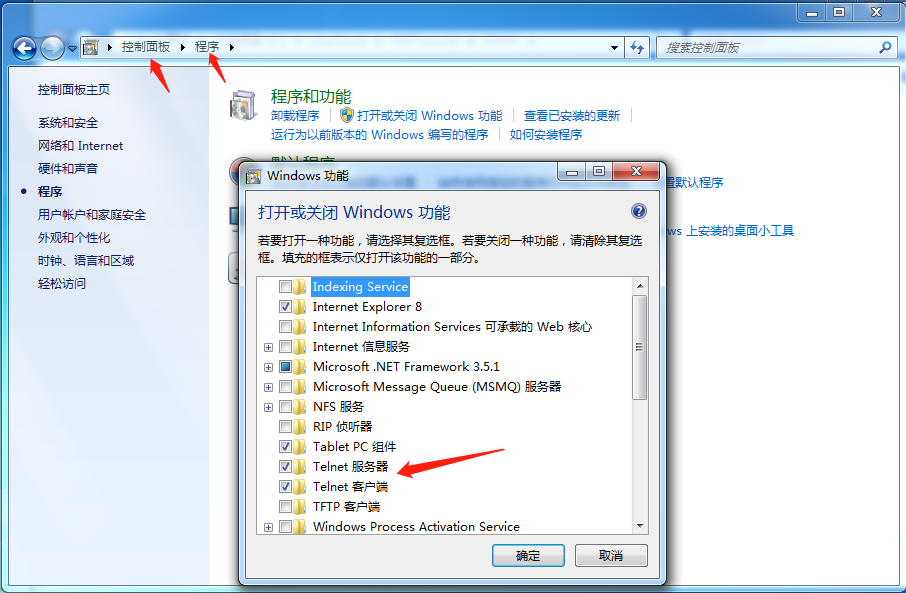 控制面板 程序
搜索控制面板
控制面板主页
系统和安全
网络和 Internet
硬件和声音
程序
用户帐户和家庭安全
外观和个性化
时钟、语言和区域
轻松访问
程序和功能
卸载程序 打开或关闭 Windows 功能 查看已安装的更新
运行为以前版本的 Windows 编写的程序 如何安装程序
默认程序
置默认程序
ws 上安装的桌面小工具
Windows 功能
打开或关闭 Windows 功能
若要打开一种功能，请选择其复选框。若要关闭一种功能，请清除其复选
框。填充的框表示仅打开该功能的一部分。
Indexing Service
Internet Explorer 8
Internet Information Services 可承载的 Web 核心
Internet 信息服务
Microsoft .NET Framework 3.5.1
Microsoft Message Queue (MSMQ) 服务器
NFS 服务
RIP 侦听器
Tablet PC 组件
Telnet 服务器
Telnet 客户端
TFTP 客户端
Windows Process Activation Service
确定 取消